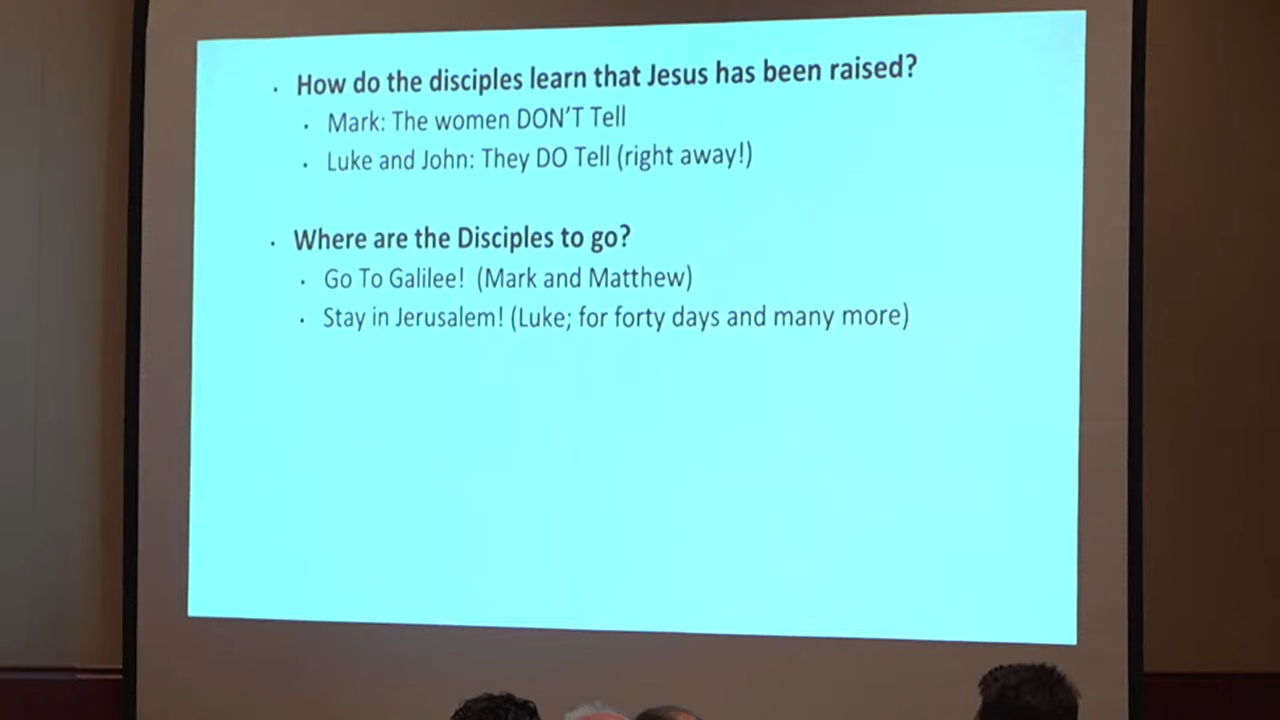 · How do the disciples learn that Jesus has been raised?
· Mark: The women DON'T Tell
· Luke and John: They DO Tell (right away!)
· Where are the Disciples to go?
· Go To Galilee! (Mark and Matthew)
· Stay in Jerusalem! (Luke; for forty days and many more)